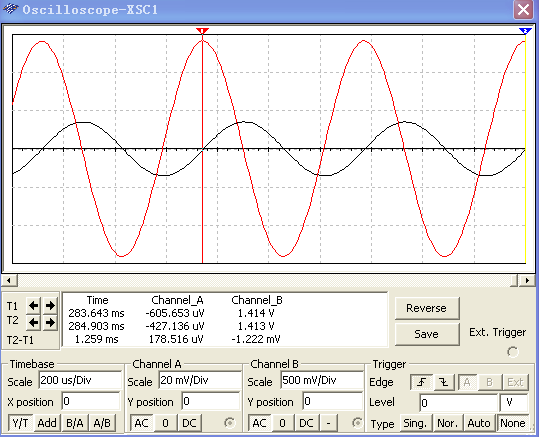 Oscilloscope-XSC1
1
2
Time Channel_A Channel_B
T1 283.643 ms -605.653 uV 1.414 V
T2 284.903 ms -427.136 uV 1.413 V
T2-T1 1.259 ms 178.516 uV -1.222 mV
Reverse
Save
Ext. Trigger
Timebase
Scale 200 us/Div
X position 0
Y/T Add B/A A/B
Channel A
Scale 20 mV/Div
Y position 0
AC 0 DC
Channel B
Scale 500 mV/Div
Y position 0
AC 0 DC -
Trigger
Edge A B Ext
Level 0 V
Type Sing. Nor. Auto None